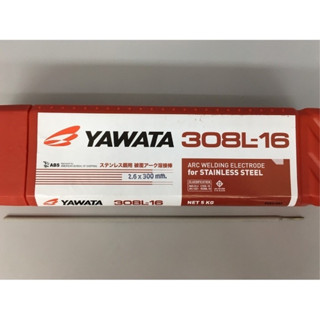 YAWATA 308L-16
ABS
ステンレス鋼用 被覆アーク溶接棒
ARC WELDING ELECTRODE
for STAINLESS STEEL
2.6 x 300 mm.
YAWATA 308L-16
NET 5 KG